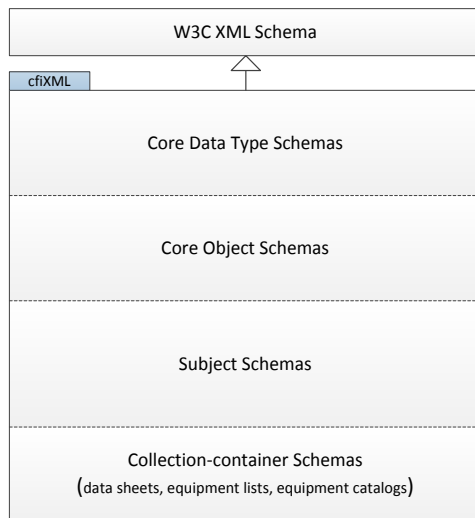 W3C XML Schema
cfiXML
Core Data Type Schemas
Core Object Schemas
Subject Schemas
Collection-container Schemas
(data sheets, equipment lists, equipment catalogs)